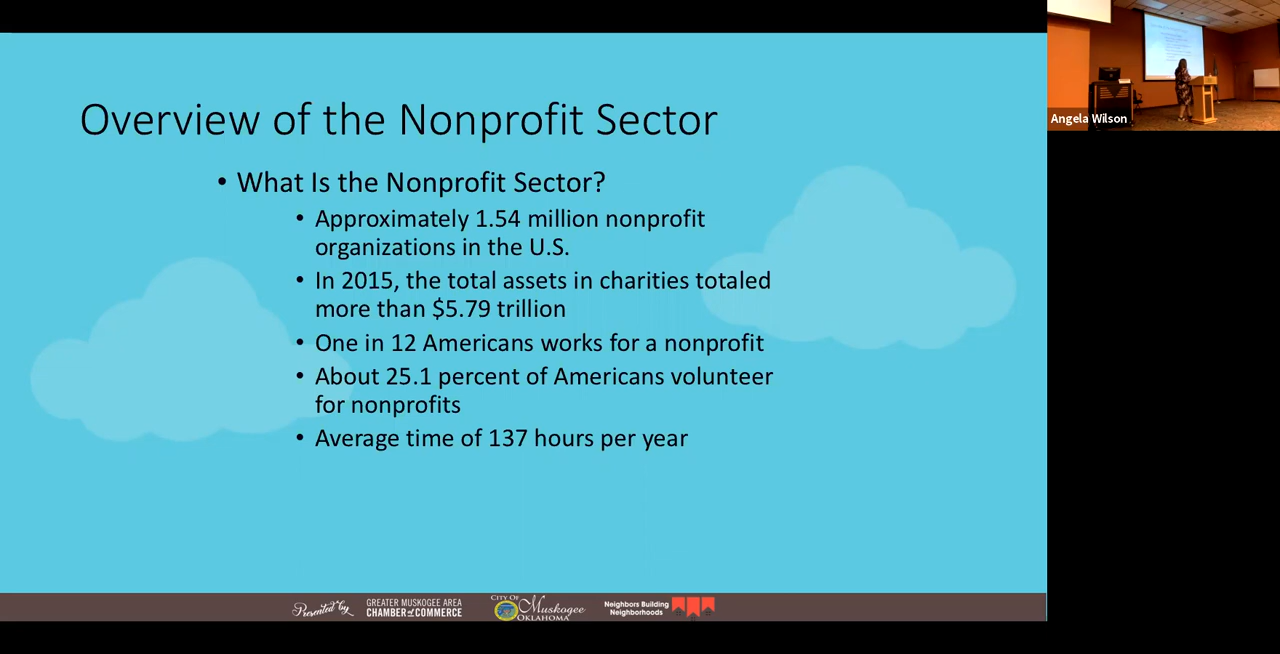 Overview of the Nonprofit Sector
• What Is the Nonprofit Sector?
• Approximately 1.54 million nonprofit
organizations in the U.S.
• In 2015, the total assets in charities totaled
more than $5.79 trillion
• One in 12 Americans works for a nonprofit
• About 25.1 percent of Americans volunteer
for nonprofits
• Average time of 137 hours per year
Presented by
GREATER MUSKOGEE AREA
CHAMBER of COMMERCE
CITY OF
Muskogee
OKLAHOMA
Neighbors Building
Neighborhoods
Angela Wilson